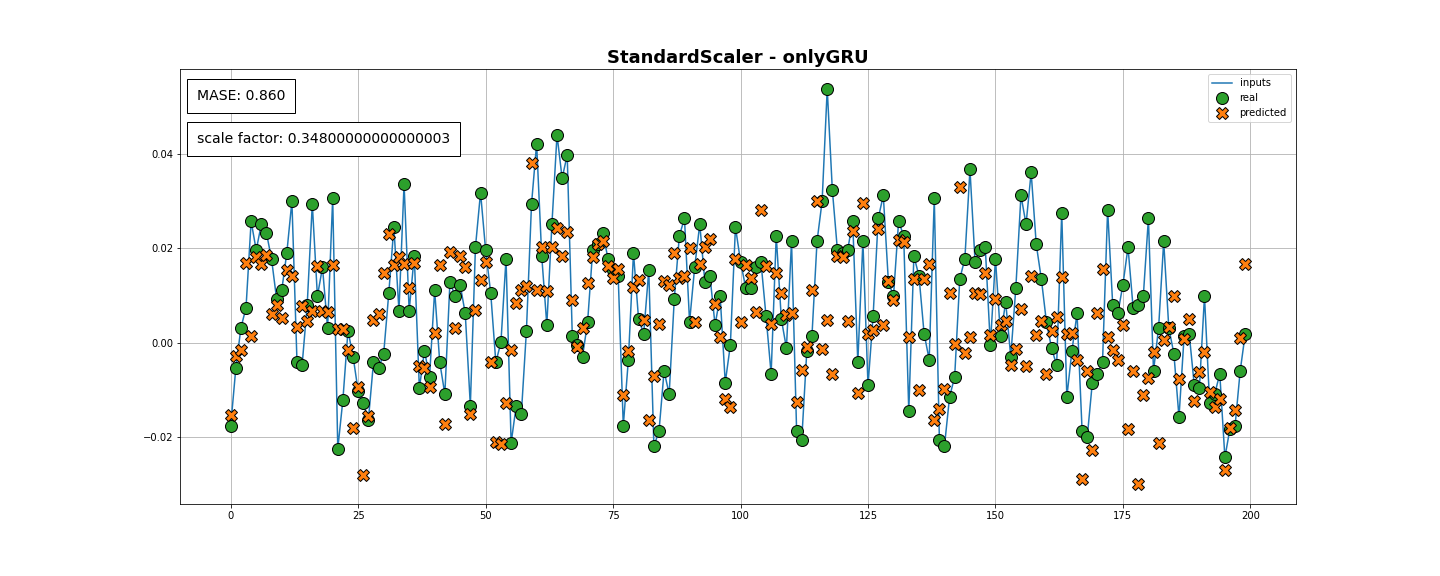 StandardScaler - onlyGRU
MASE: 0.860
scale factor: 0.34800000000000003
inputs
real
predicted
0.04
0.02
0.00
−0.02
0 25 50 75 100 125 150 175 200